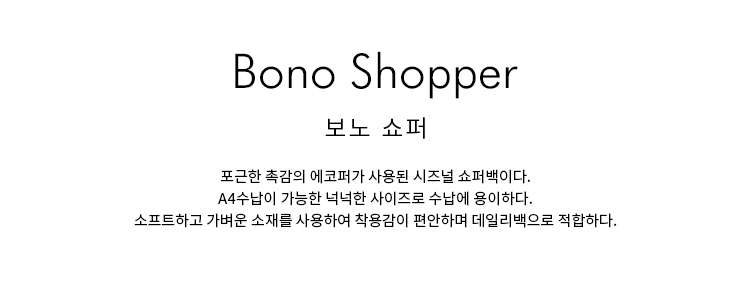 Bono Shopper
보노 쇼퍼
포근한 촉감의 에코퍼가 사용된 시즈널 쇼퍼백이다.
A4수납이 가능한 넉넉한 사이즈로 수납에 용이하다.
소프트하고 가벼운 소재를 사용하여 착용감이 편안하며 데일리백으로 적합하다.